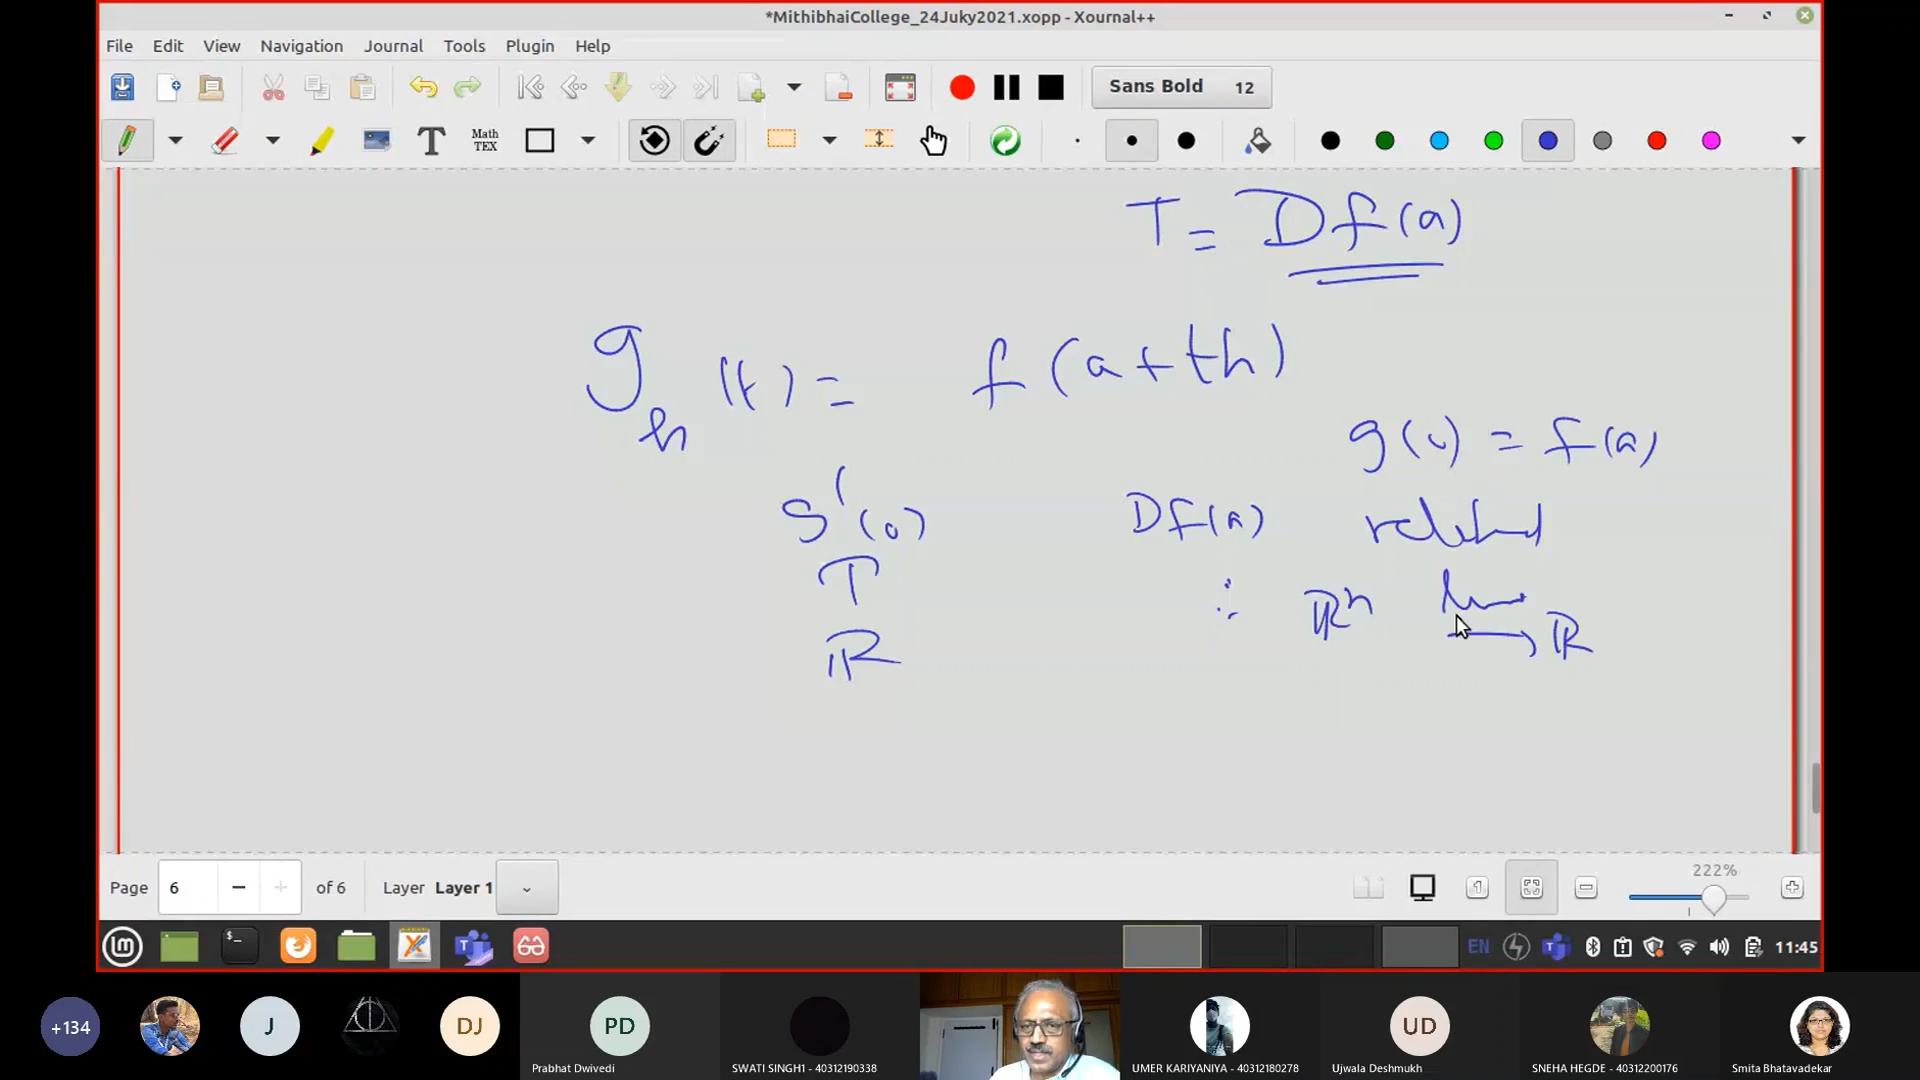 *MithibhaiCollege_24Juky2021.xopp - Xournal++
File Edit View Navigation Journal Tools Plugin Help
Sans Bold 12
Math TEX
T = Df(a)
g_h (t) = f(a+th)
g(0) = f(a)
g'(0) Df(a) related
: ℝⁿ → ℝ
ℝ
Page 6 of 6 Layer Layer 1
222%
EN 11:45
+134 J DJ PD UD
Prabhat Dwivedi SWATI SINGH1 - 40312190338 UMER KARIYANIYA - 40312180278 Ujwala Deshmukh SNEHA HEGDE - 40312200176 Smita Bhatavadekar